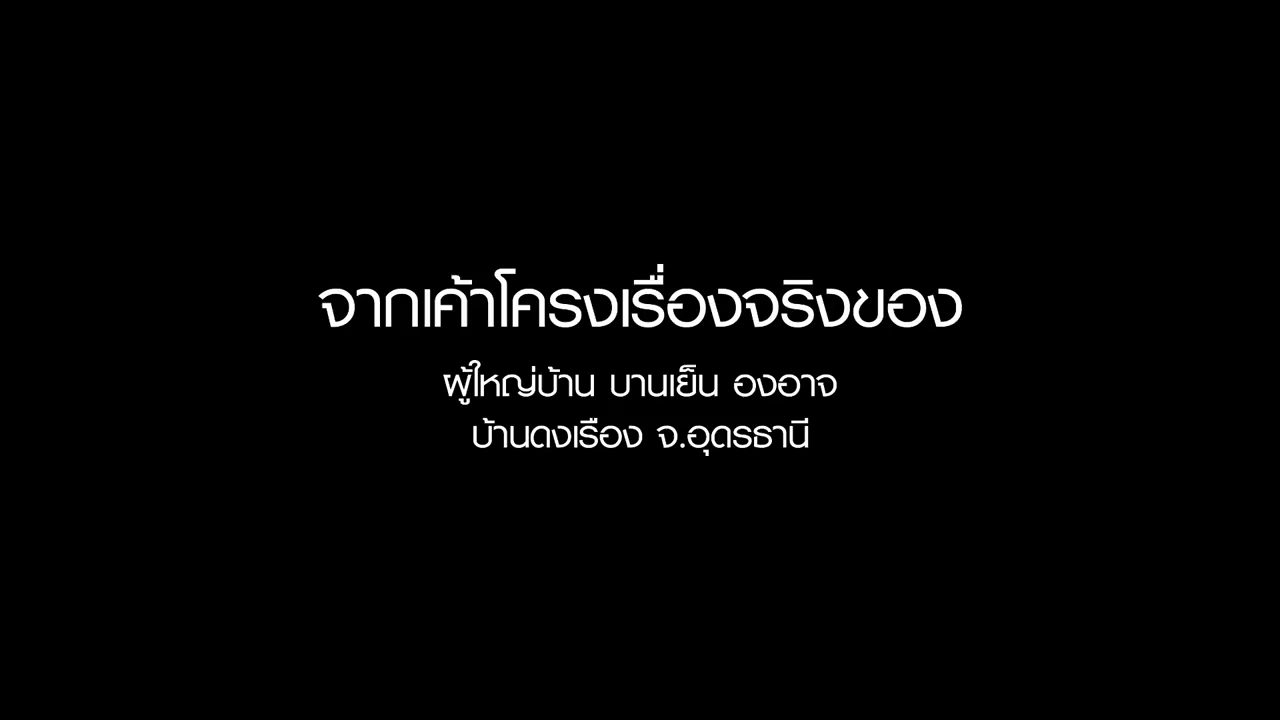 จากเค้าโครงเรื่องจริงของ
ผู้ใหญ่บ้าน บานเย็น องอาจ
บ้านดงเรือง จ.อุดรธานี